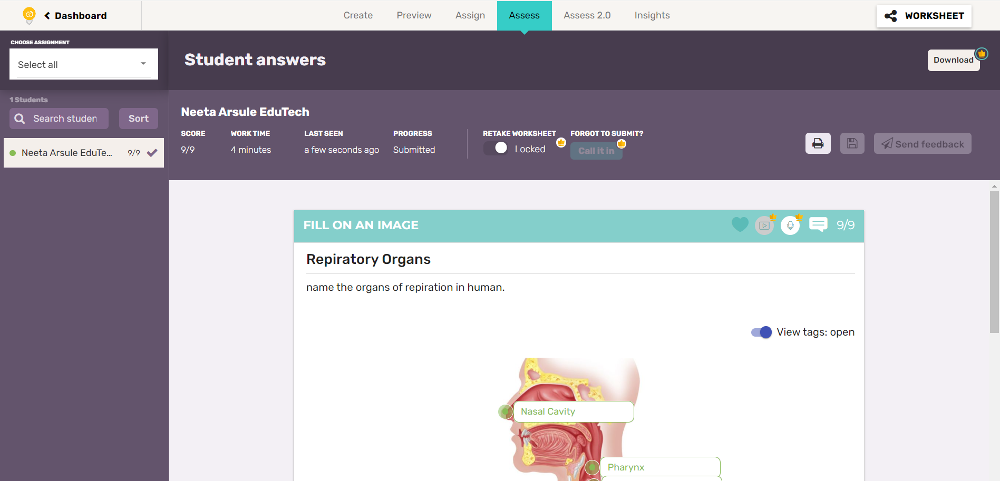 Dashboard
Create
Preview
Assign
Assess
Assess 2.0
Insights
WORKSHEET
CHOOSE ASSIGNMENT
Select all
Student answers
Download
1 Students
Search studen
Sort
Neeta Arsule EduTe...
9/9
Neeta Arsule EduTech
SCORE
WORK TIME
LAST SEEN
PROGRESS
RETAKE WORKSHEET
FORGOT TO SUBMIT?
9/9
4 minutes
a few seconds ago
Submitted
Locked
Call it in
Send feedback
FILL ON AN IMAGE
9/9
Repiratory Organs
name the organs of repiration in human.
View tags: open
Nasal Cavity
Pharynx